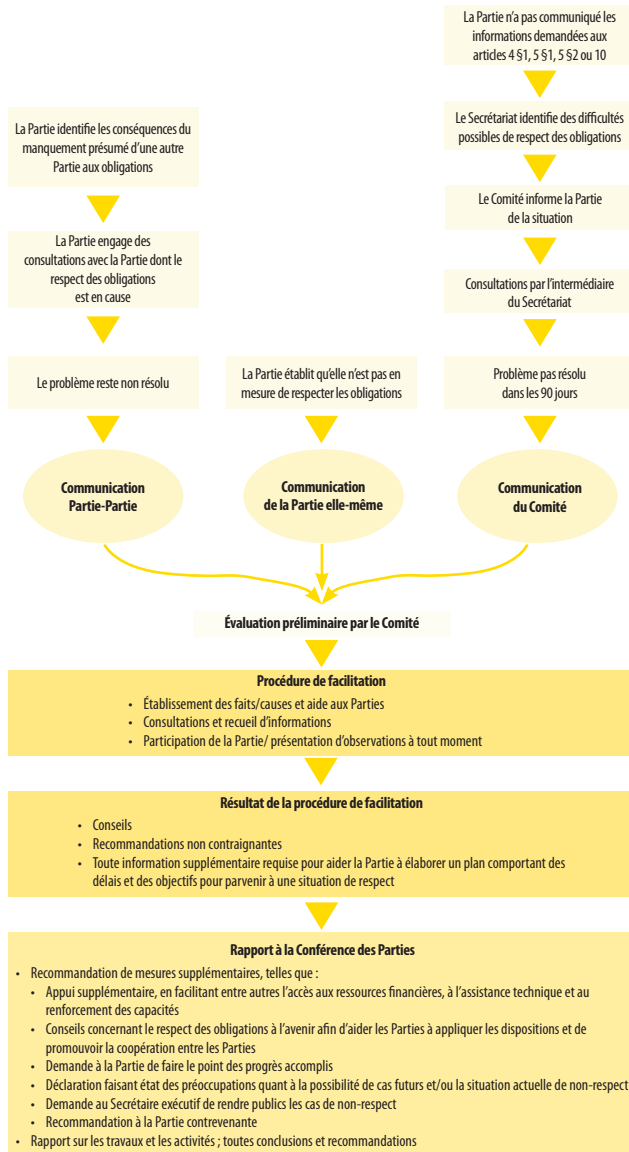 La Partie n'a pas communiqué les
informations demandées aux
articles 4 §1, 5 §1, 5 §2 ou 10
La Partie identifie les conséquences du
manquement présumé d'une autre
Partie aux obligations
Le Secrétariat identifie des difficultés
possibles de respect des obligations
Le Comité informe la Partie
de la situation
La Partie engage des
consultations avec la Partie dont le
respect des obligations
est en cause
Consultations par l'intermédiaire
du Secrétariat
Le problème reste non résolu
La Partie établit qu'elle n'est pas en
mesure de respecter les obligations
Problème pas résolu
dans les 90 jours
Communication
Partie-Partie
Communication
de la Partie elle-même
Communication
du Comité
Évaluation préliminaire par le Comité
Procédure de facilitation
• Établissement des faits/causes et aide aux Parties
• Consultations et recueil d'informations
• Participation de la Partie/ présentation d'observations à tout moment
Résultat de la procédure de facilitation
• Conseils
• Recommandations non contraignantes
• Toute information supplémentaire requise pour aider la Partie à élaborer un plan comportant des
délais et des objectifs pour parvenir à une situation de respect
Rapport à la Conférence des Parties
• Recommandation de mesures supplémentaires, telles que :
• Appui supplémentaire, en facilitant entre autres l'accès aux ressources financières, à l'assistance technique et au
renforcement des capacités
• Conseils concernant le respect des obligations à l'avenir afin d'aider les Parties à appliquer les dispositions et de
promouvoir la coopération entre les Parties
• Demande à la Partie de faire le point des progrès accomplis
• Déclaration faisant état des préoccupations quant à la possibilité de cas futurs et/ou la situation actuelle de non-respect
• Demande au Secrétaire exécutif de rendre publics les cas de non-respect
• Recommandation à la Partie contrevenante
• Rapport sur les travaux et les activités ; toutes conclusions et recommandations